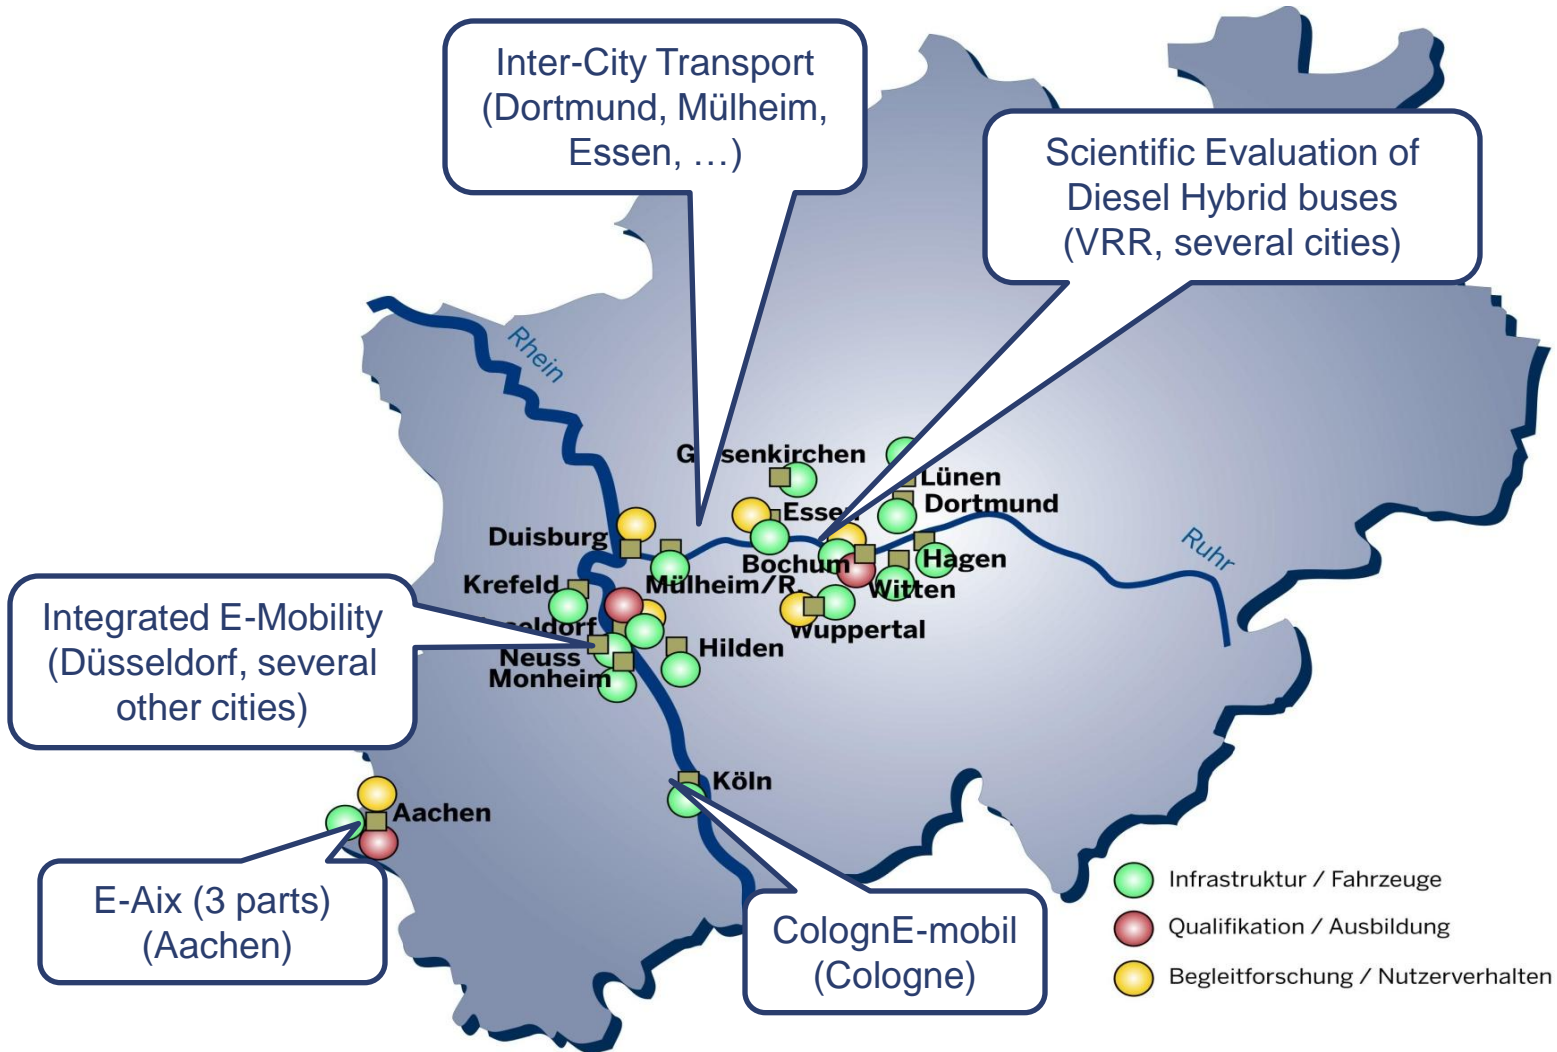 Inter-City Transport
(Dortmund, Mülheim,
Essen, …)
Scientific Evaluation of
Diesel Hybrid buses
(VRR, several cities)
Rhein
Lünen
Dortmund
Duisburg
Bochum
Hagen
Ruhr
Krefeld
Mülheim/R.
Witten
Wuppertal
Integrated E-Mobility
(Düsseldorf, several
other cities)
Hilden
Neuss
Monheim
Köln
Aachen
E-Aix (3 parts)
(Aachen)
ColognE-mobil
(Cologne)
Infrastruktur / Fahrzeuge
Qualifikation / Ausbildung
Begleitforschung / Nutzerverhalten